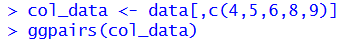 > col_data <- data[,c(4,5,6,8,9)]
> ggpairs(col_data)